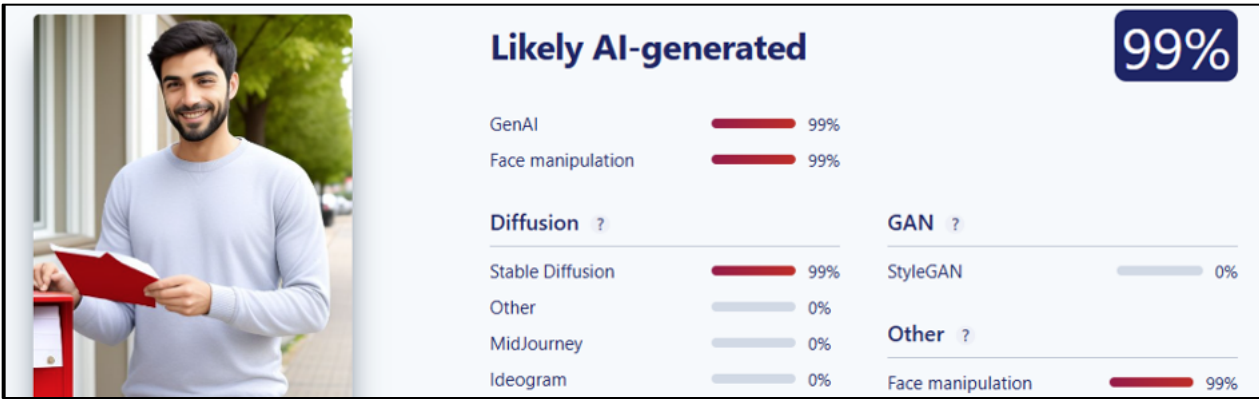 Likely AI-generated
99%
GenAI 99%
Face manipulation 99%
Diffusion ?
Stable Diffusion 99%
Other 0%
MidJourney 0%
Ideogram 0%
GAN ?
StyleGAN 0%
Other ?
Face manipulation 99%